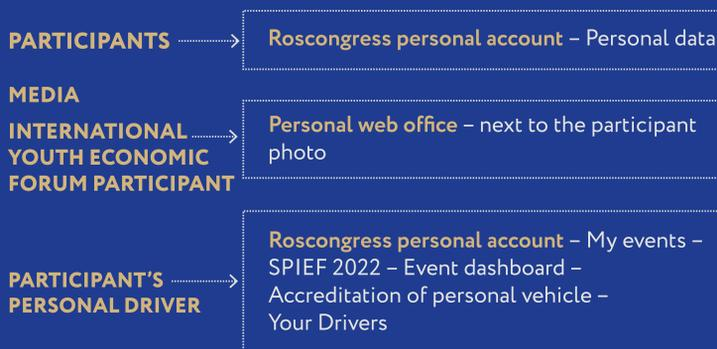 PARTICIPANTS
Roscongress personal account – Personal data
MEDIA
INTERNATIONAL
YOUTH ECONOMIC
FORUM PARTICIPANT
Personal web office – next to the participant
photo
PARTICIPANT'S
PERSONAL DRIVER
Roscongress personal account – My events –
SPIEF 2022 – Event dashboard –
Accreditation of personal vehicle –
Your Drivers